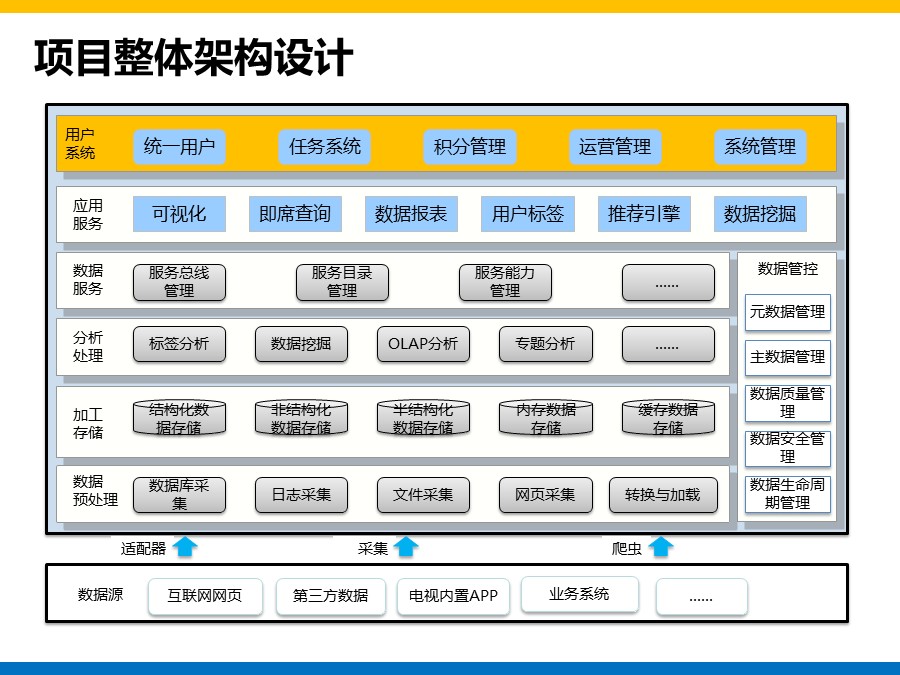 项目整体架构设计
用户
系统
统一用户
任务系统
积分管理
运营管理
系统管理
应用
服务
可视化
即席查询
数据报表
用户标签
推荐引擎
数据挖掘
数据
服务
服务总线
管理
服务目录
管理
服务能力
管理
......
分析
处理
标签分析
数据挖掘
OLAP分析
专题分析
......
加工
存储
结构化数
据存储
非结构化
数据存储
半结构化
数据存储
内存数据
存储
缓存数据
存储
数据
预处理
数据库采
集
日志采集
文件采集
网页采集
转换与加载
数据管控
元数据管理
主数据管理
数据质量管
理
数据安全管
理
数据生命周
期管理
适配器
采集
爬虫
数据源
互联网网页
第三方数据
电视内置APP
业务系统
......